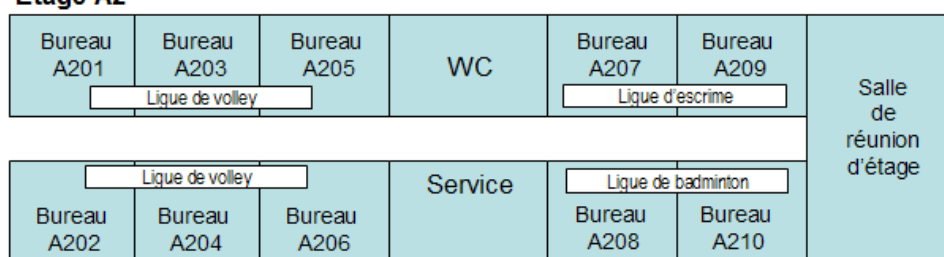 Etage A2
Bureau A201
Bureau A203
Bureau A205
WC
Bureau A207
Bureau A209
Ligue de volley
Ligue d'escrime
Salle
de
réunion
d'étage
Ligue de volley
Service
Ligue de badminton
Bureau A202
Bureau A204
Bureau A206
Bureau A208
Bureau A210